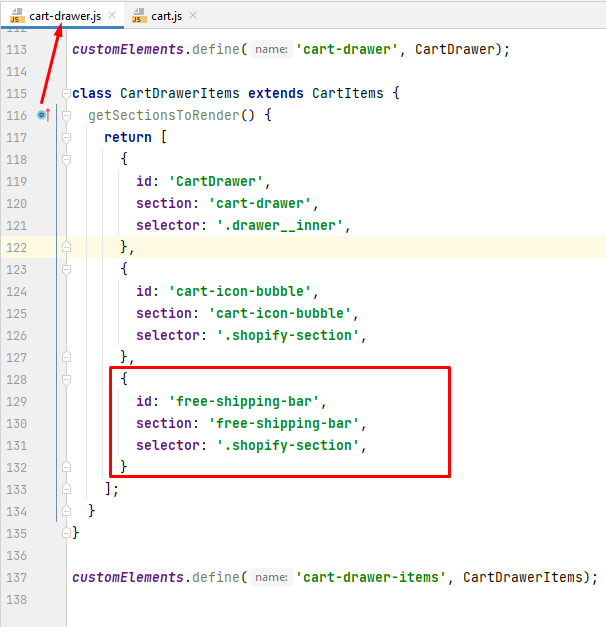 JS cart-drawer.js × JS cart.js ×
112
113 customElements.define( name: 'cart-drawer', CartDrawer);
114
115 class CartDrawerItems extends CartItems {
116 getSectionsToRender() {
117 return [
118 {
119 id: 'CartDrawer',
120 section: 'cart-drawer',
121 selector: '.drawer__inner',
122 },
123 {
124 id: 'cart-icon-bubble',
125 section: 'cart-icon-bubble',
126 selector: '.shopify-section',
127 },
128 {
129 id: 'free-shipping-bar',
130 section: 'free-shipping-bar',
131 selector: '.shopify-section',
132 }
133 ];
134 }
135 }
136
137 customElements.define( name: 'cart-drawer-items', CartDrawerItems);
138